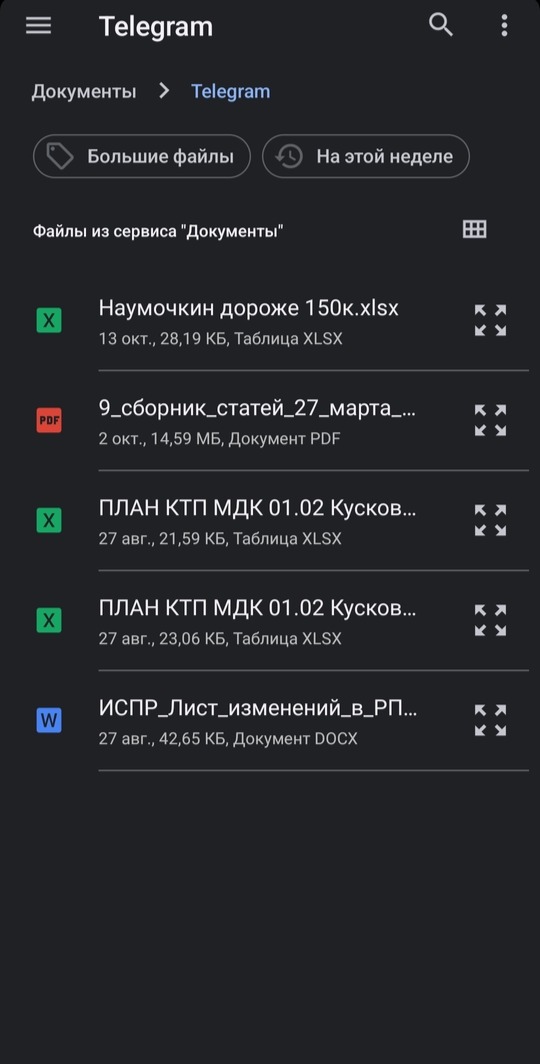 Telegram
Документы > Telegram
Большие файлы
На этой неделе
Файлы из сервиса "Документы"
X
Наумочкин дороже 150к.xlsx
13 окт., 28,19 КБ, Таблица XLSX
PDF
9_сборник_статей_27_марта_...
2 окт., 14,59 МБ, Документ PDF
X
ПЛАН КТП МДК 01.02 Кусков...
27 авг., 21,59 КБ, Таблица XLSX
X
ПЛАН КТП МДК 01.02 Кусков...
27 авг., 23,06 КБ, Таблица XLSX
W
ИСПР_Лист_изменений_в_РП...
27 авг., 42,65 КБ, Документ DOCX